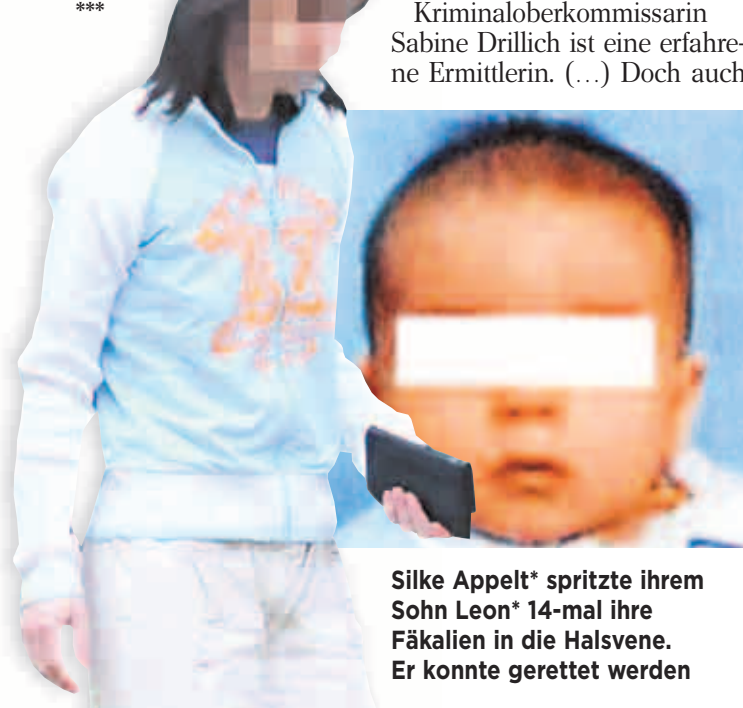 ***
Kriminaloberkommissarin
Sabine Drillich ist eine erfahre-
ne Ermittlerin. (…) Doch auch
Silke Appelt* spritzte ihrem
Sohn Leon* 14-mal ihre
Fäkalien in die Halsvene.
Er konnte gerettet werden